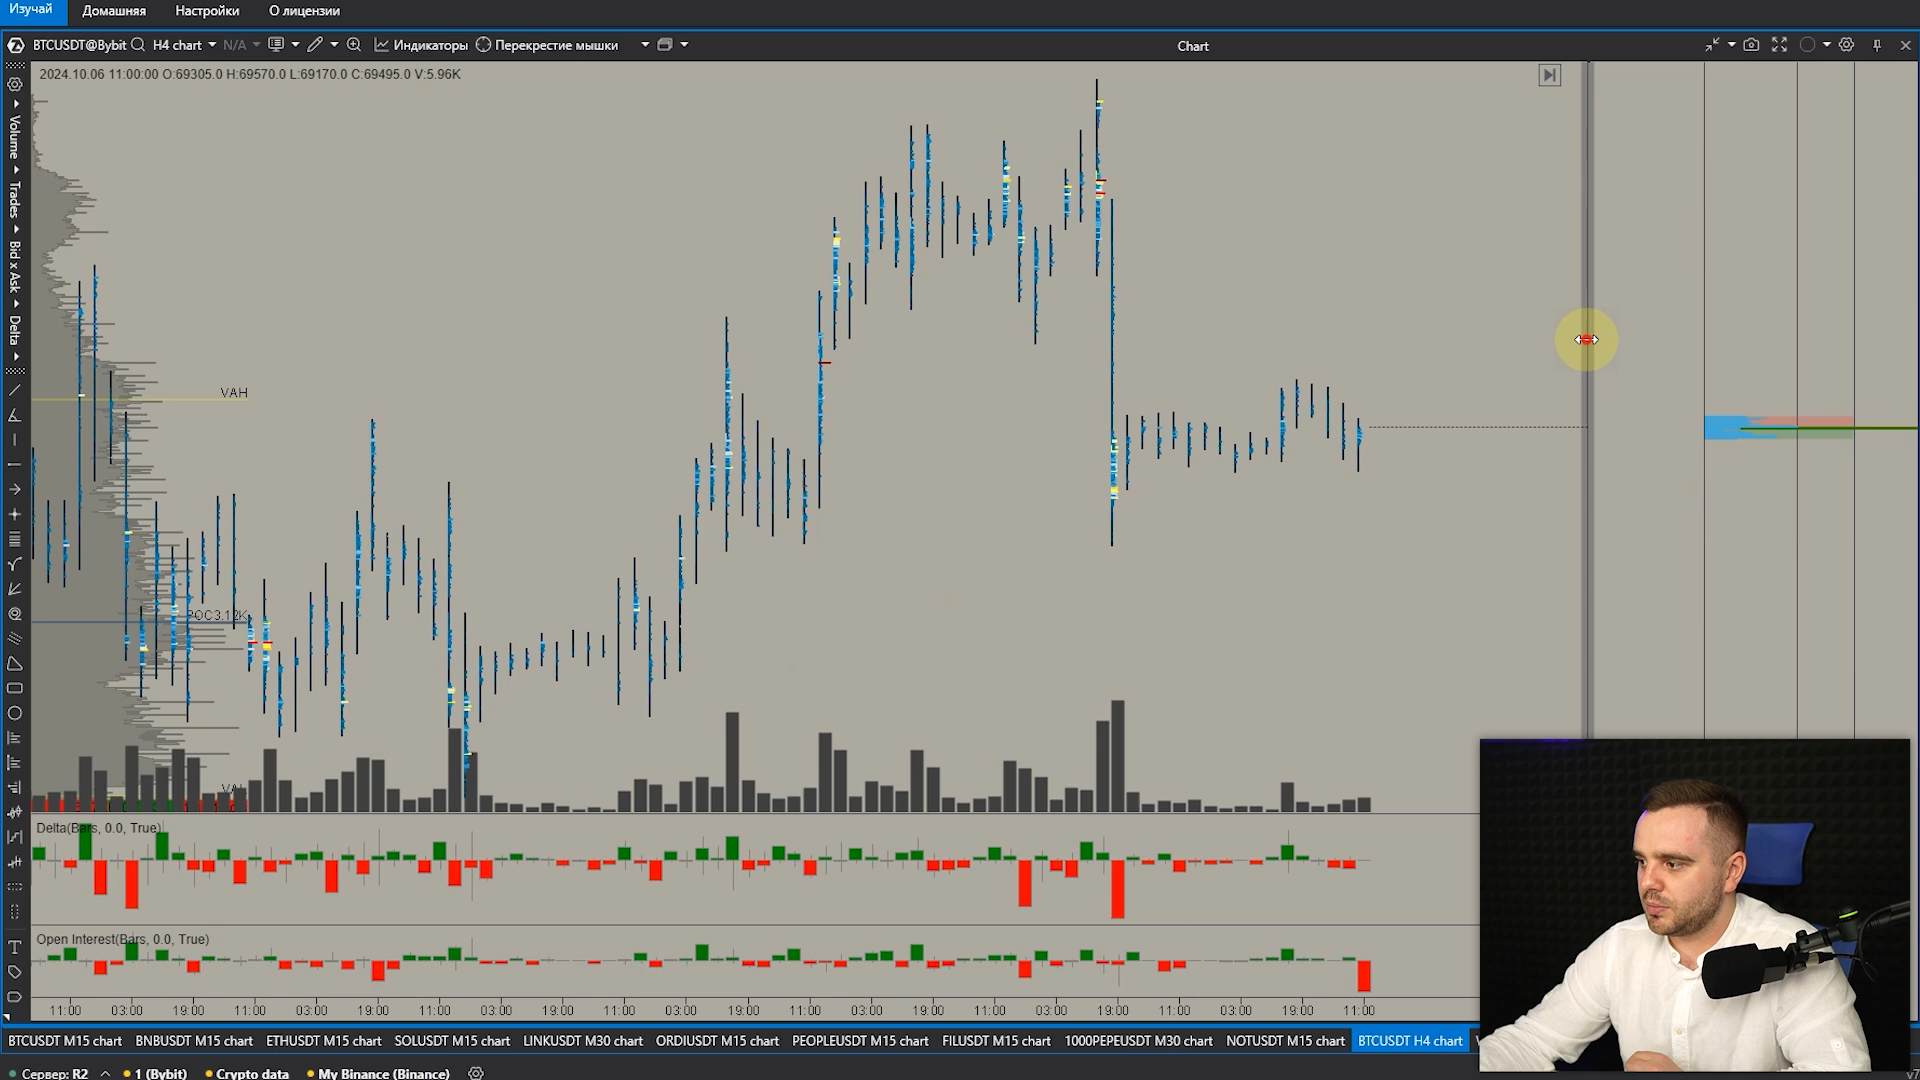 Изучай Домашняя Настройки О лицензии
BTCUSDT@Bybit H4 chart N/A Индикаторы Перекрестие мышки Chart
2024.10.06 11:00:00 O:69305.0 H:69570.0 L:69170.0 C:69495.0 V:5.96K
Volume
Trades
Bid x Ask
Delta
VAH
POC3.12K
VAL
Delta(Bars, 0.0, True)
Open Interest(Bars, 0.0, True)
11:00 03:00 19:00 11:00 03:00 19:00 11:00 03:00 19:00 11:00 03:00 19:00 11:00 03:00 19:00 11:00 03:00 19:00 11:00 03:00 19:00 11:00
BTCUSDT M15 chart BNBUSDT M15 chart ETHUSDT M15 chart SOLUSDT M15 chart LINKUSDT M30 chart ORDIUSDT M15 chart PEOPLEUSDT M15 chart FILUSDT M15 chart 1000PEPEUSDT M30 chart NOTUSDT M15 chart BTCUSDT H4 chart
Сервер: R2 1 (Bybit) Crypto data My Binance (Binance)